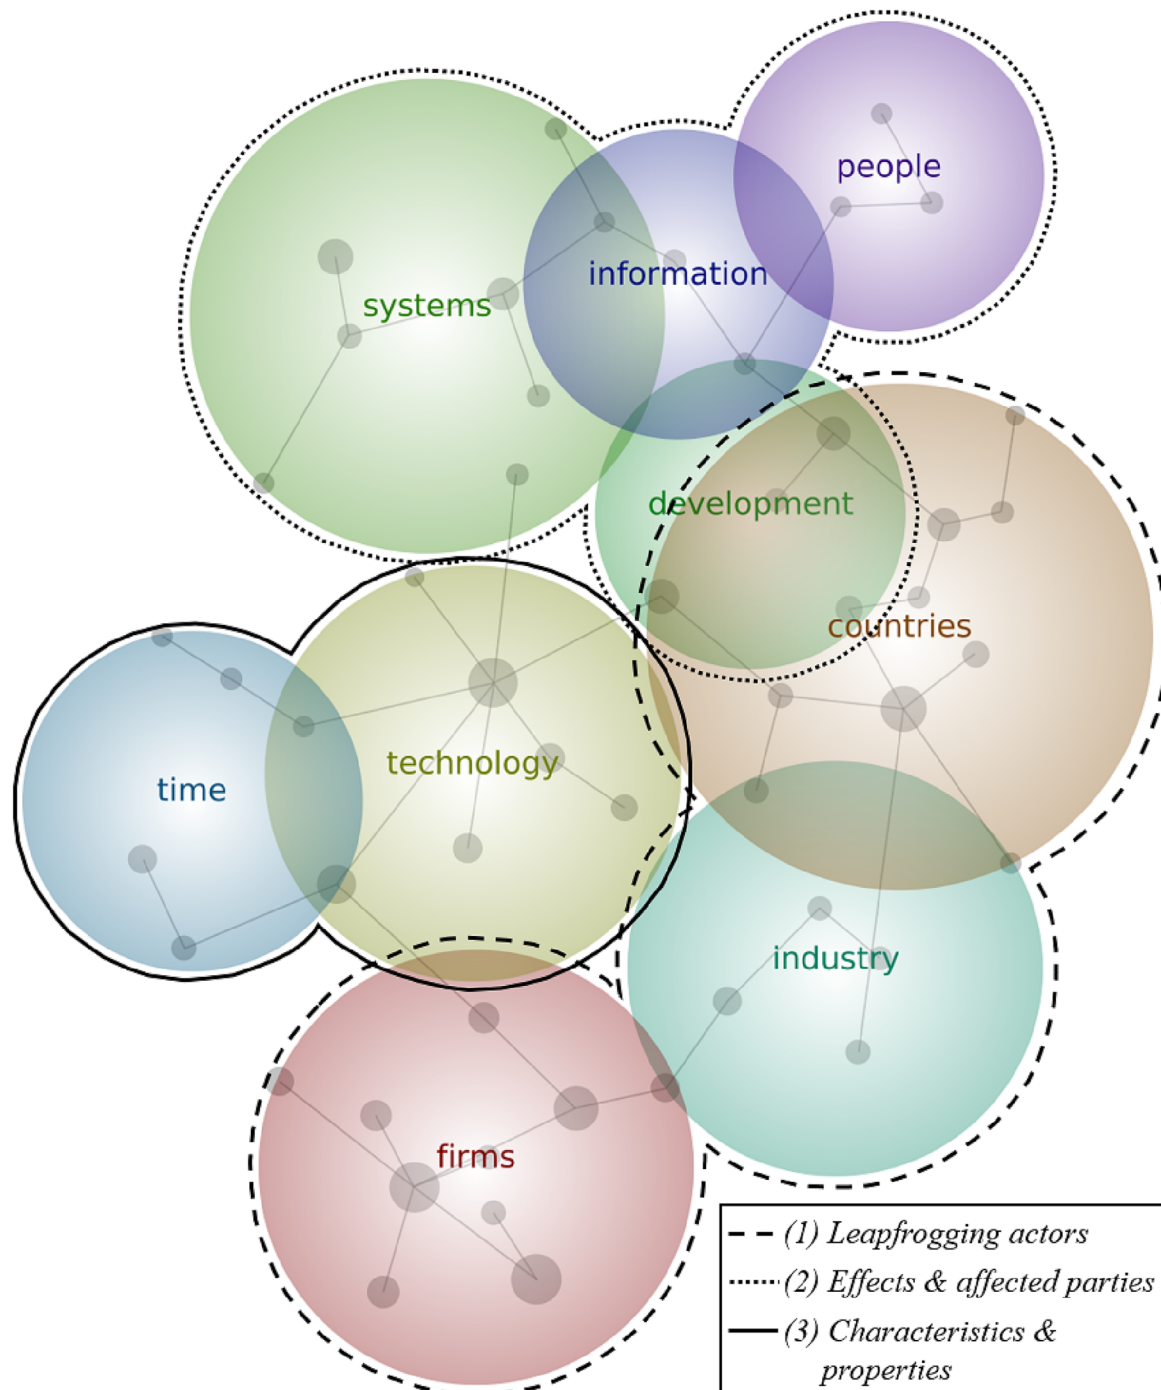 people
information
systems
development
countries
technology
time
industry
firms
(1) Leapfrogging actors
(2) Effects & affected parties
(3) Characteristics &
properties